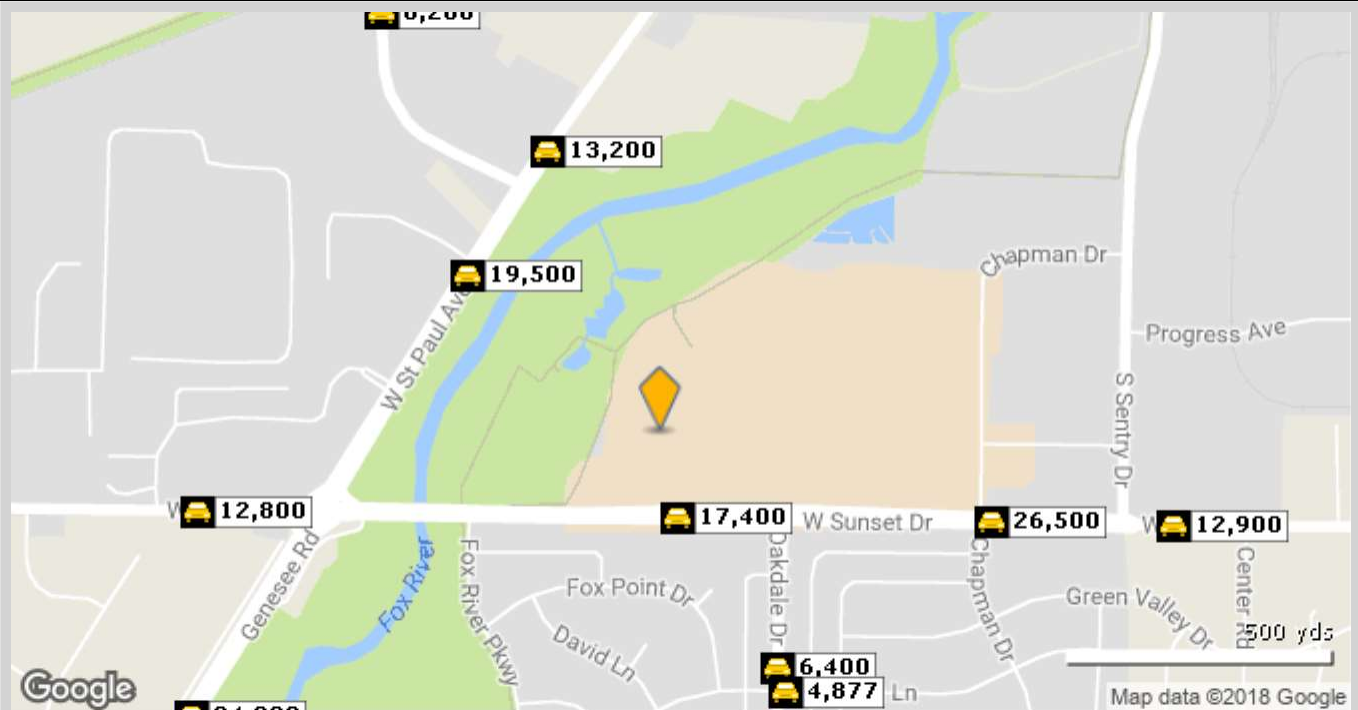 13,200
19,500
W St Paul Ave
Chapman Dr
Progress Ave
S Sentry Dr
12,800
17,400
W Sunset Dr
26,500
W
12,900
W
Genesee Rd
Fox River
Fox River Pkwy
Fox Point Dr
David Ln
Oakdale Dr
Chapman Dr
Green Valley Dr
Center Rd
500 yds
6,400
4,877
Ln
Google
Map data ©2018 Google